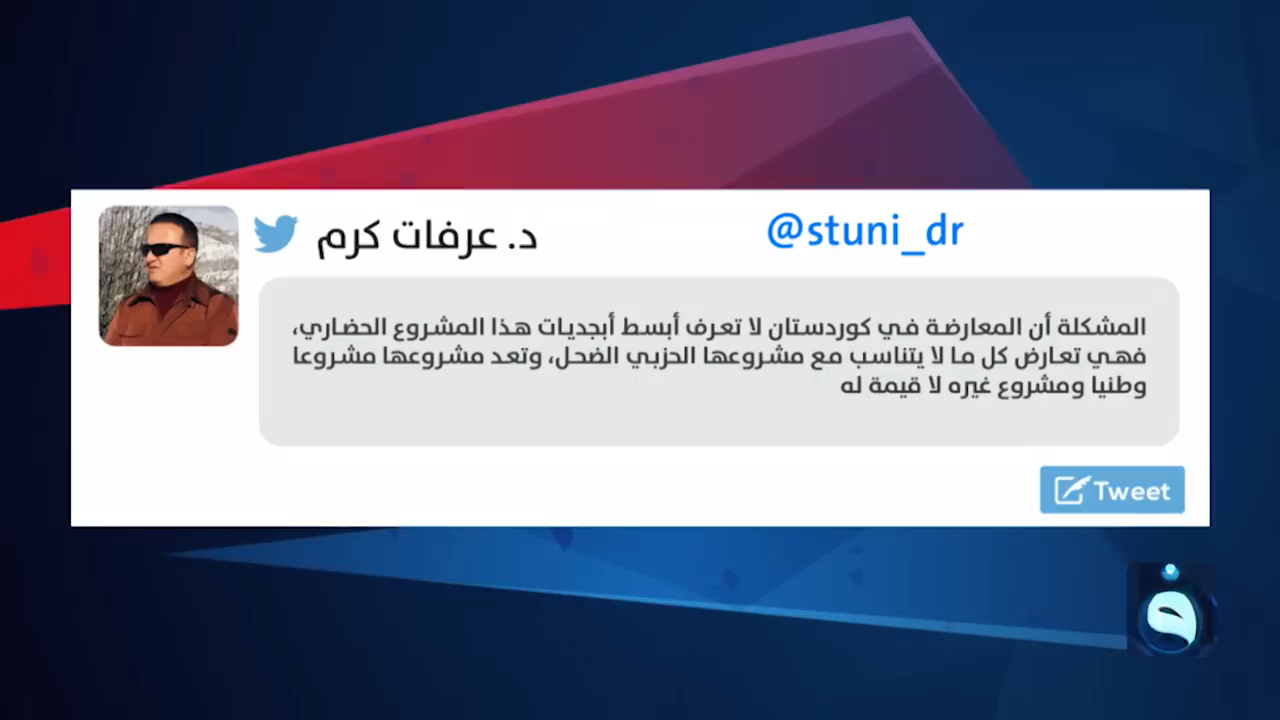 د. عرفات كرم
@stuni_dr
المشكلة أن المعارضة في كوردستان لا تعرف أبسط أبجديات هذا المشروع الحضاري،
فهي تعارض كل ما لا يتناسب مع مشروعها الحزبي الضحل، وتعد مشروعها مشروعا
وطنيا ومشروع غيره لا قيمة له
Tweet